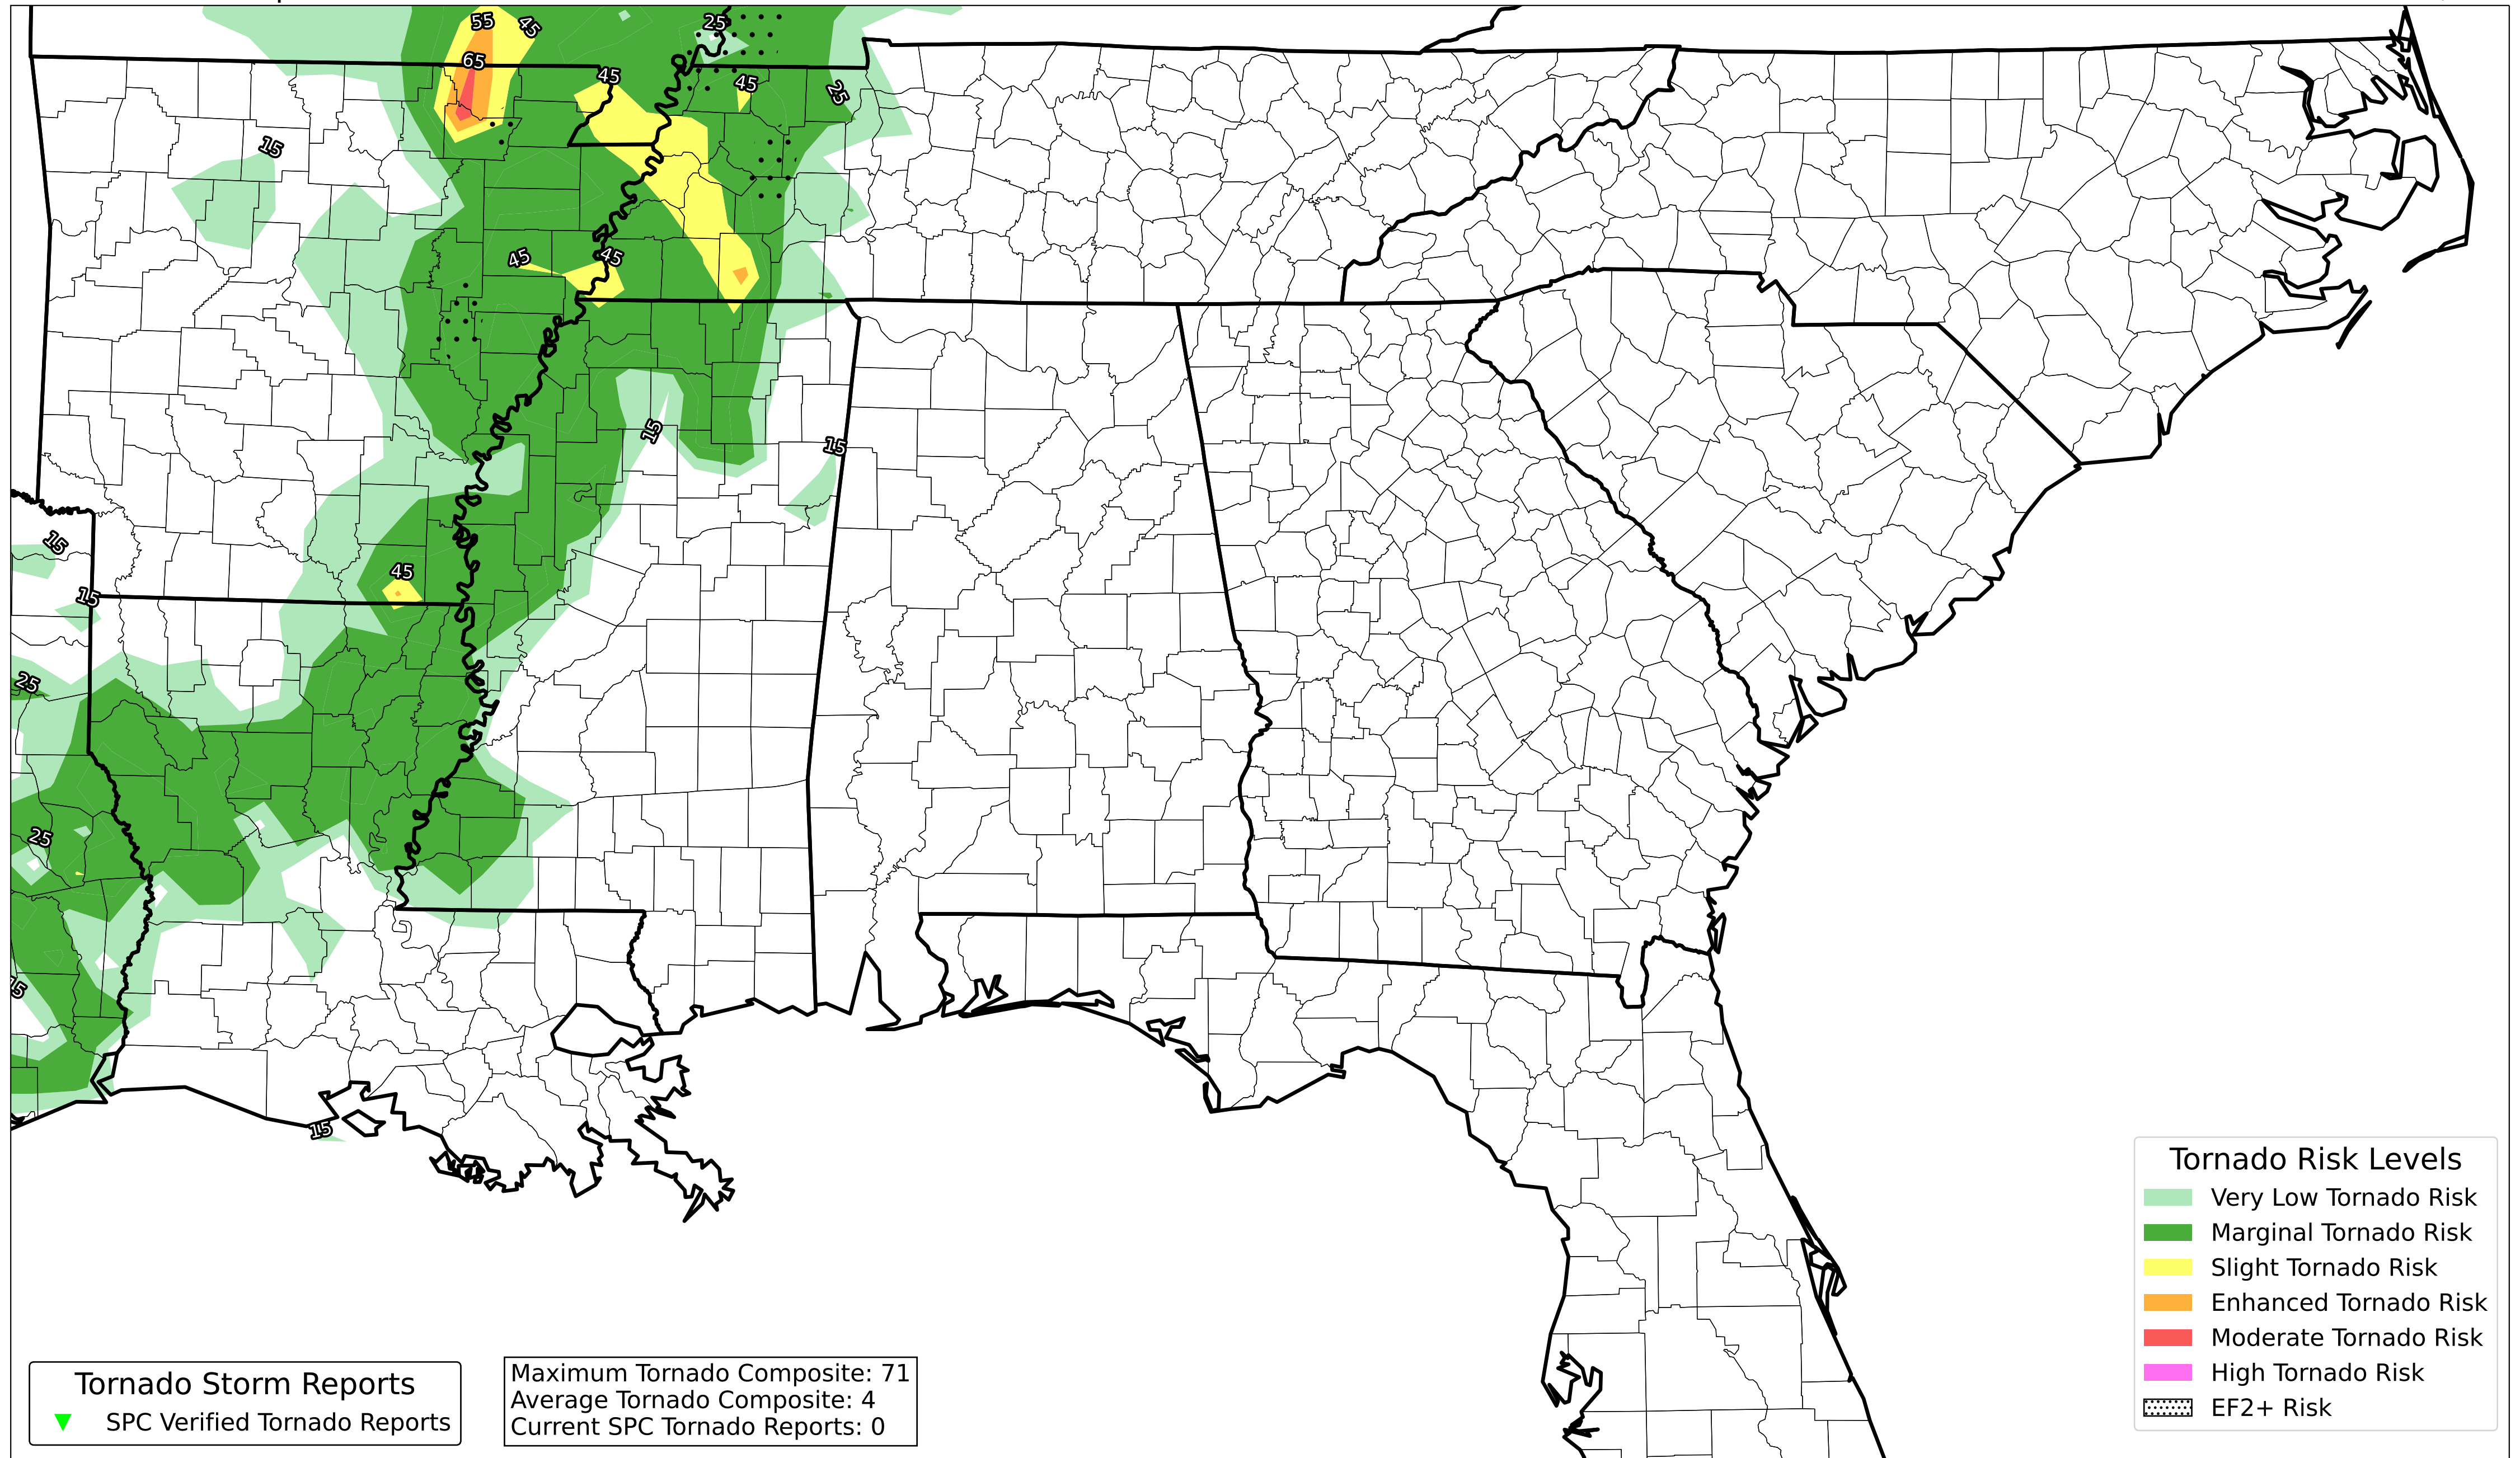 55
45
25
65
45
45
25
15
45
45
15
15
15
45
15
25
25
15
15
Tornado Risk Levels
Very Low Tornado Risk
Marginal Tornado Risk
Slight Tornado Risk
Enhanced Tornado Risk
Moderate Tornado Risk
High Tornado Risk
EF2+ Risk
Tornado Storm Reports
SPC Verified Tornado Reports
Maximum Tornado Composite: 71
Average Tornado Composite: 4
Current SPC Tornado Reports: 0